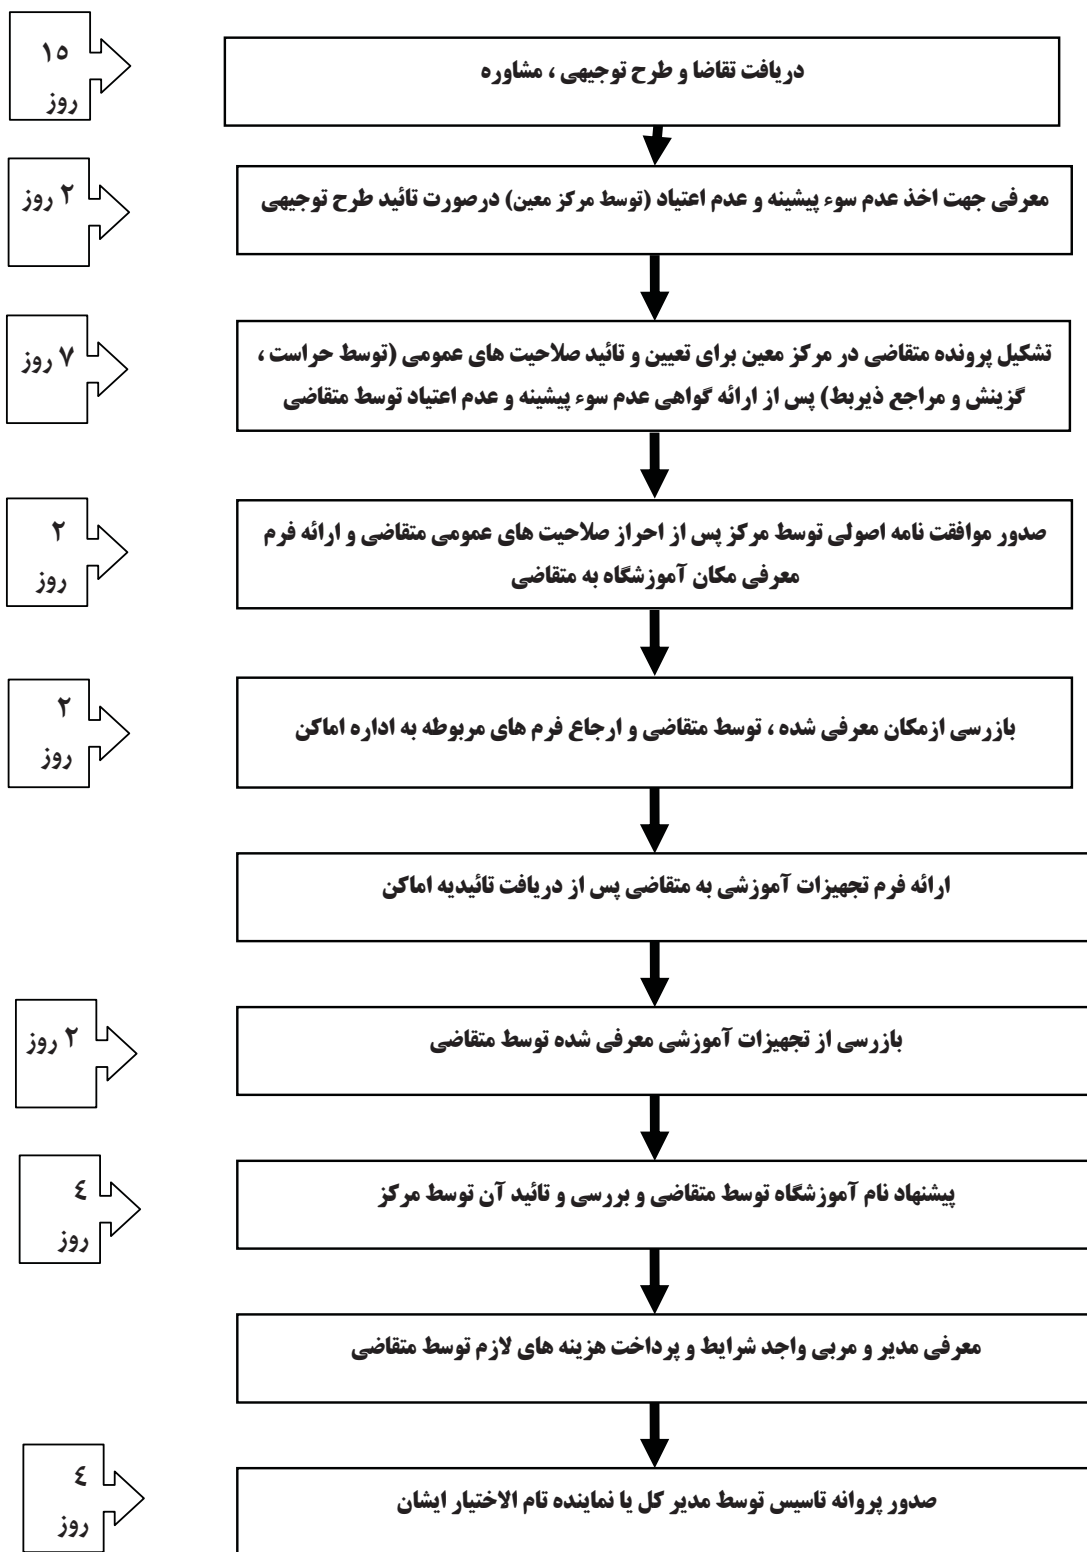 ۱۵
روز
دریافت تقاضا و طرح توجیهی ، مشاوره
۲ روز
معرفی جهت اخذ عدم سوء پیشینه و عدم اعتیاد (توسط مرکز معین) درصورت تائید طرح توجیهی
۷ روز
تشکیل پرونده متقاضی در مرکز معین برای تعیین و تائید صلاحیت های عمومی (توسط حراست ،
گزینش و مراجع ذیربط) پس از ارائه گواهی عدم سوء پیشینه و عدم اعتیاد توسط متقاضی
۲
روز
صدور موافقت نامه اصولی توسط مرکز پس از احراز صلاحیت های عمومی متقاضی و ارائه فرم
معرفی مکان آموزشگاه به متقاضی
۲
روز
بازرسی ازمکان معرفی شده ، توسط متقاضی و ارجاع فرم های مربوطه به اداره اماکن
ارائه فرم تجهیزات آموزشی به متقاضی پس از دریافت تائیدیه اماکن
۲ روز
بازرسی از تجهیزات آموزشی معرفی شده توسط متقاضی
٤
روز
پیشنهاد نام آموزشگاه توسط متقاضی و بررسی و تائید آن توسط مرکز
معرفی مدیر و مربی واجد شرایط و پرداخت هزینه های لازم توسط متقاضی
٤
روز
صدور پروانه تاسیس توسط مدیر کل یا نماینده تام الاختیار ایشان